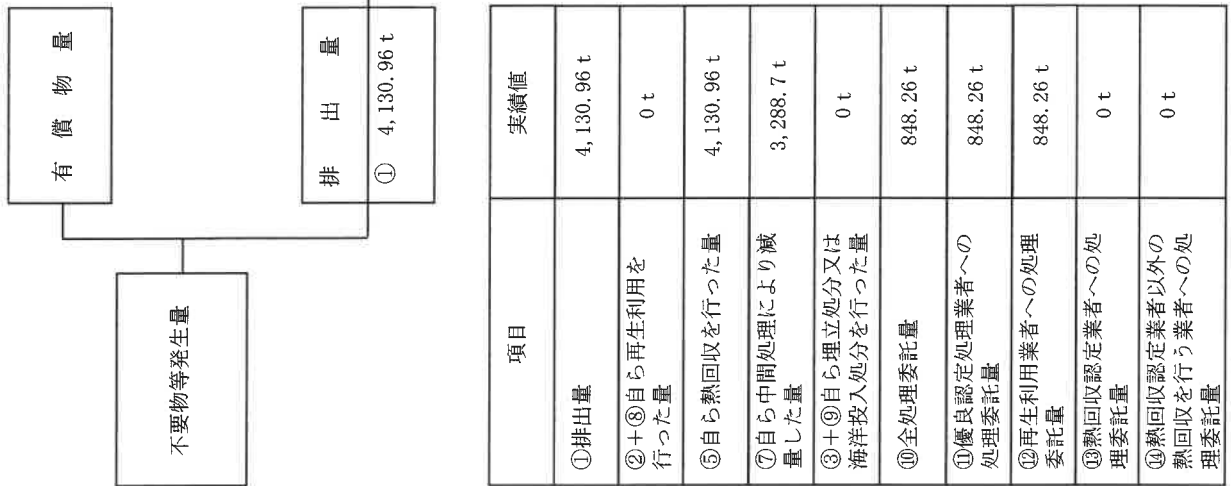 不要物等発生量
有償物量
排出量
① 4,130.96 t
項目
実績値
①排出量
4,130.96 t
②+⑧自ら再生利用を
行った量
0 t
⑤自ら熱回収を行った量
4,130.96 t
⑦自ら中間処理により減
量した量
3,288.7 t
③+⑨自ら埋立処分又は
海洋投入処分を行った量
0 t
⑩全処理委託量
848.26 t
⑪優良認定処理業者への
処理委託量
848.26 t
⑫再生利用業者への処理
委託量
848.26 t
⑬熱回収認定業者への処
理委託量
0 t
⑭熱回収認定業者以外の
熱回収を行う業者への処
理委託量
0 t